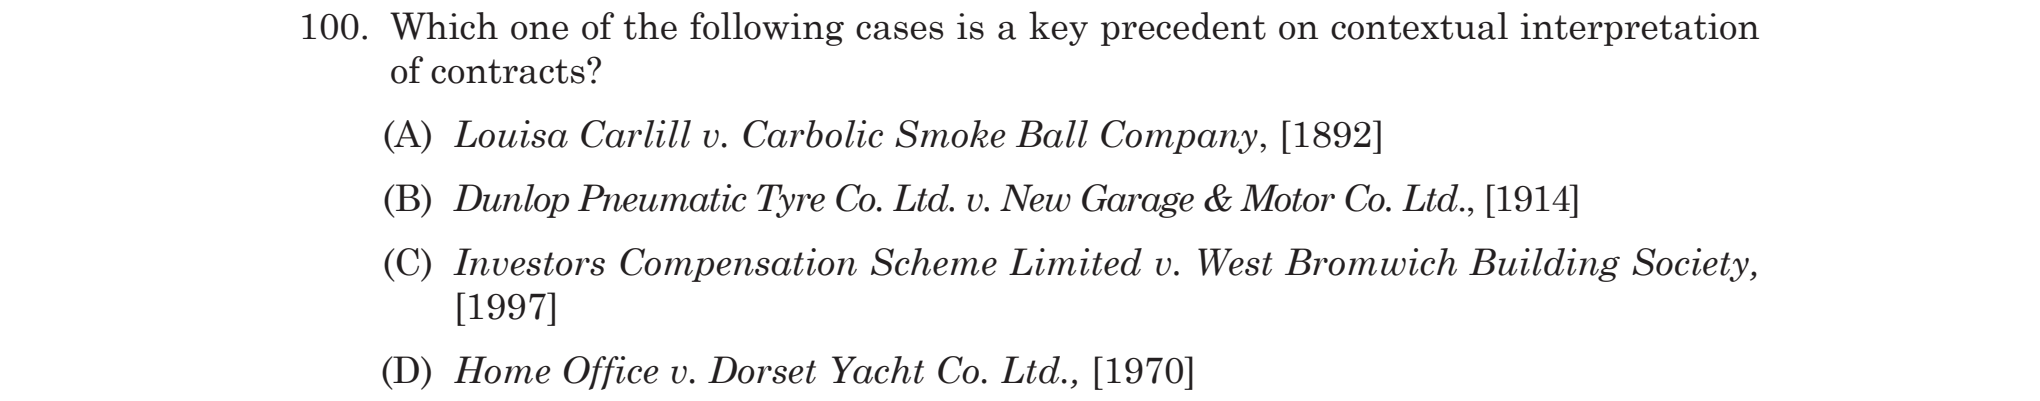 100. Which one of the following cases is a key precedent on contextual interpretation
of contracts?
(A) Louisa Carlill v. Carbolic Smoke Ball Company, [1892]
(B) Dunlop Pneumatic Tyre Co. Ltd. v. New Garage & Motor Co. Ltd., [1914]
(C) Investors Compensation Scheme Limited v. West Bromwich Building Society,
[1997]
(D) Home Office v. Dorset Yacht Co. Ltd., [1970]